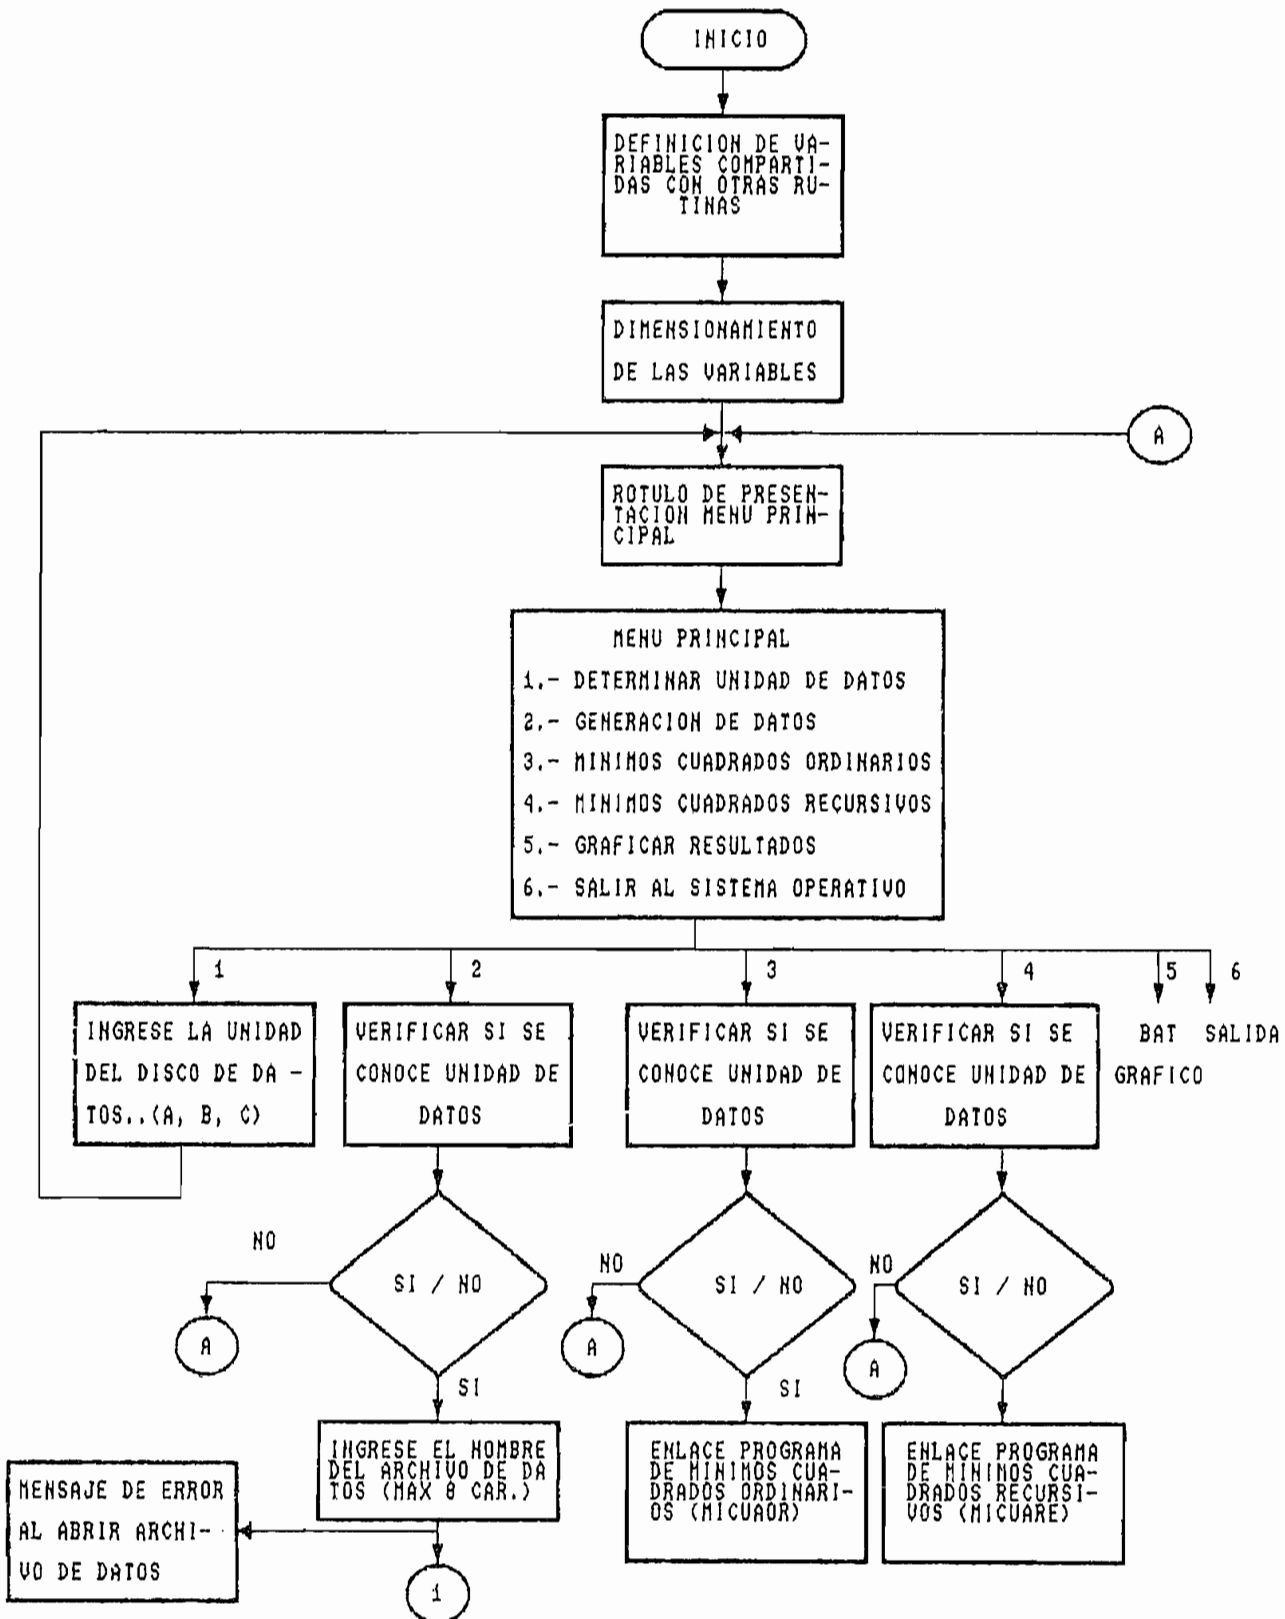 INICIO
DEFINICION DE VA-
RIABLES COMPARTI-
DAS CON OTRAS RU-
TINAS
DIMENSIONAMIENTO
DE LAS VARIABLES
A
ROTULO DE PRESEN-
TACION MENU PRIN-
CIPAL
MENU PRINCIPAL
1.- DETERMINAR UNIDAD DE DATOS
2.- GENERACION DE DATOS
3.- MINIMOS CUADRADOS ORDINARIOS
4.- MINIMOS CUADRADOS RECURSIVOS
5.- GRAFICAR RESULTADOS
6.- SALIR AL SISTEMA OPERATIVO
1
2
3
4
5
6
INGRESE LA UNIDAD
DEL DISCO DE DA -
TOS..(A, B, C)
VERIFICAR SI SE
CONOCE UNIDAD DE
DATOS
VERIFICAR SI SE
CONOCE UNIDAD DE
DATOS
VERIFICAR SI SE
CONOCE UNIDAD DE
DATOS
BAT
GRAFICO
SALIDA
NO
SI / NO
A
SI
NO
SI / NO
A
SI
NO
SI / NO
A
INGRESE EL NOMBRE
DEL ARCHIVO DE DA
TOS (MAX 8 CAR.)
ENLACE PROGRAMA
DE MINIMOS CUA-
DRADOS ORDINARI-
OS (MICUAOR)
ENLACE PROGRAMA
DE MINIMOS CUA-
DRADOS RECURSI-
VOS (MICUARE)
MENSAJE DE ERROR
AL ABRIR ARCHI-
VO DE DATOS
1